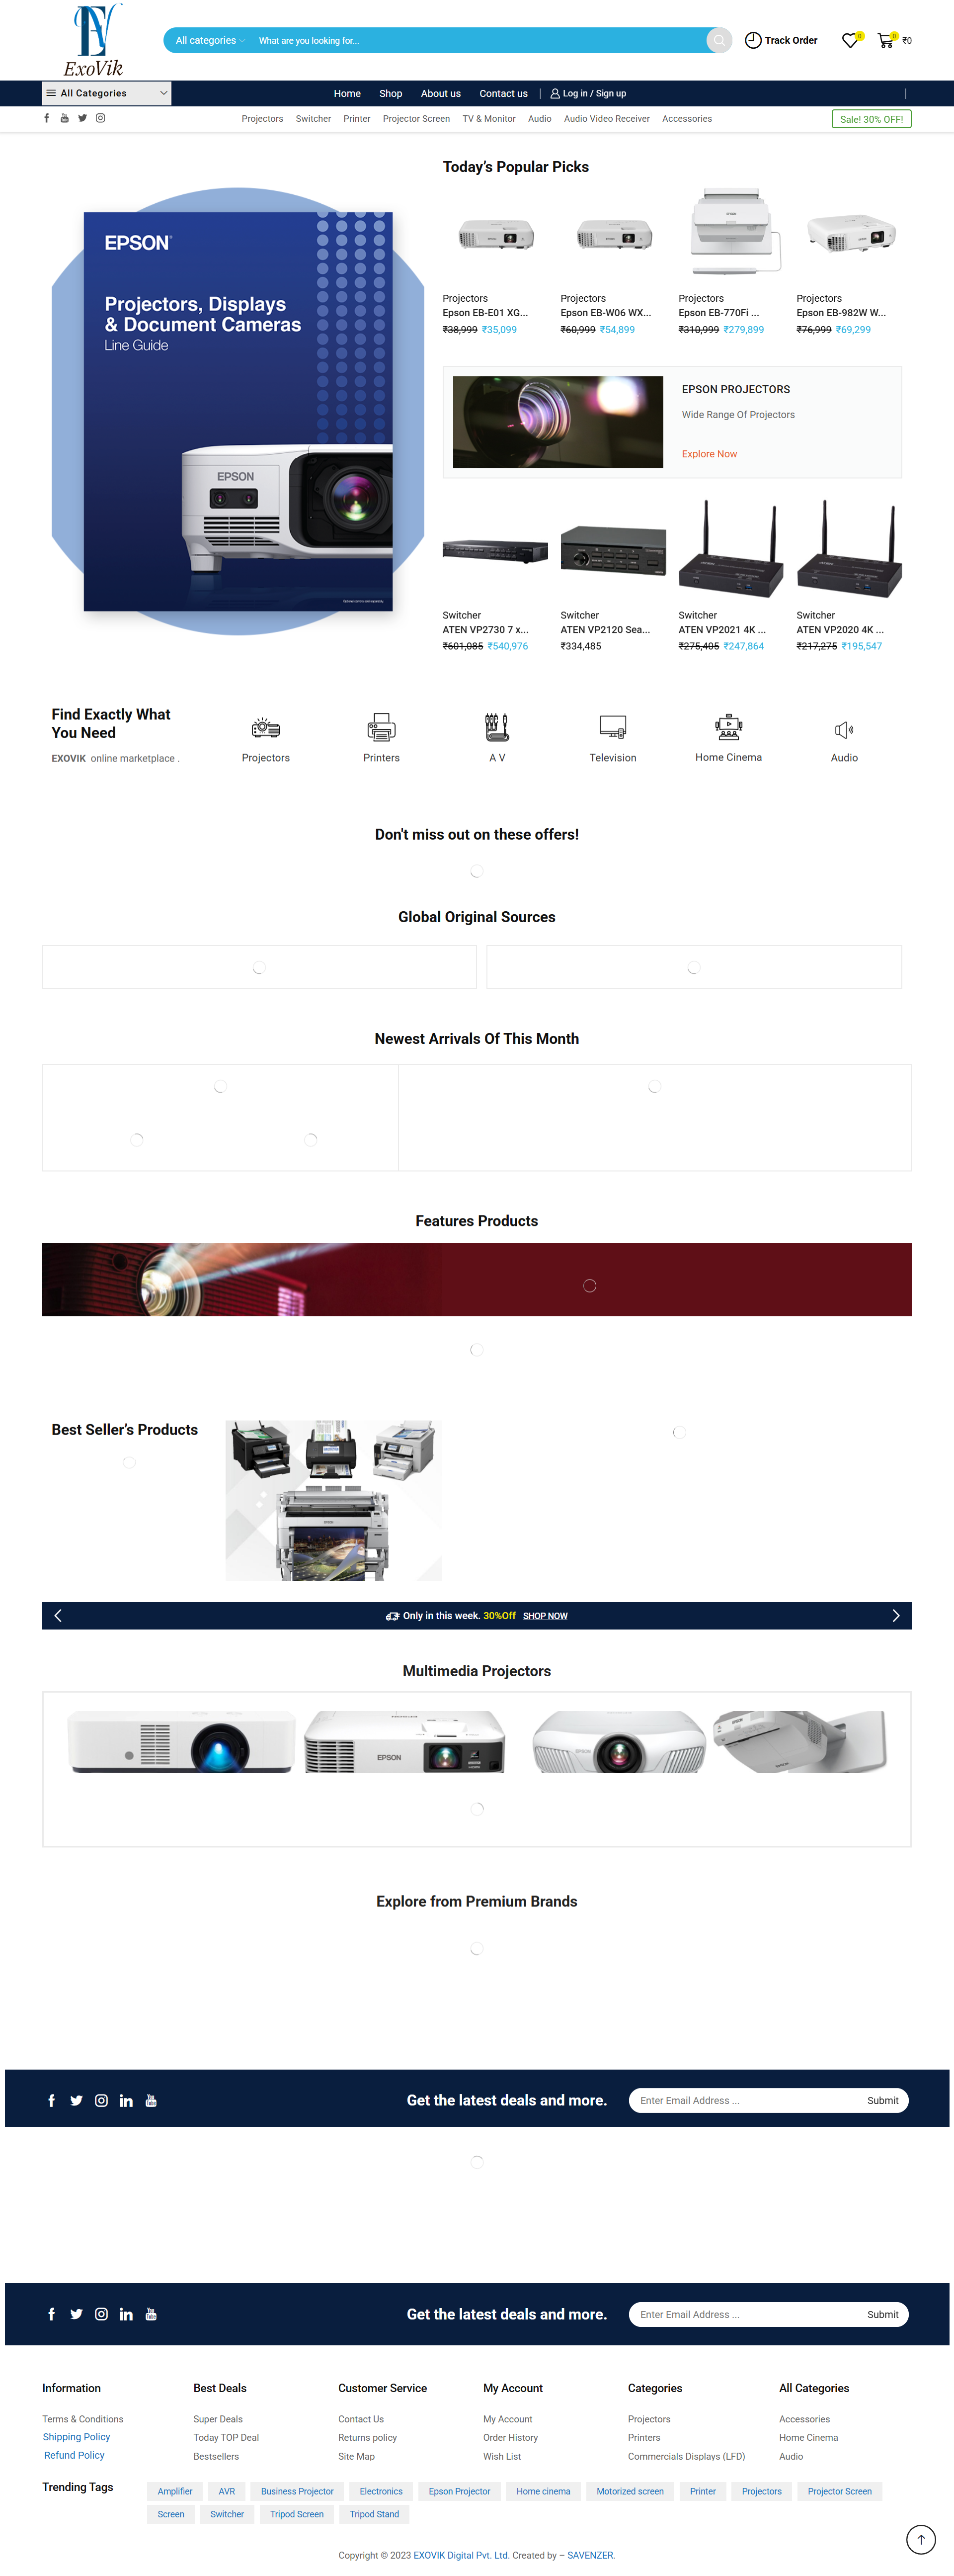 EV
ExoVik
All categories
What are you looking for...
Track Order
0
0
₹0
All Categories
Home
Shop
About us
Contact us
Log in / Sign up
Projectors
Switcher
Printer
Projector Screen
TV & Monitor
Audio
Audio Video Receiver
Accessories
Sale! 30% OFF!
EPSON
Projectors, Displays
& Document Cameras
Line Guide
EPSON
Today's Popular Picks
Projectors
Epson EB-E01 XG...
₹38,999 ₹35,099
Projectors
Epson EB-W06 WX...
₹60,999 ₹54,899
Projectors
Epson EB-770Fi ...
₹310,999 ₹279,899
Projectors
Epson EB-982W W...
₹76,999 ₹69,299
EPSON PROJECTORS
Wide Range Of Projectors
Explore Now
Switcher
ATEN VP2730 7 x...
₹601,085 ₹540,976
Switcher
ATEN VP2120 Sea...
₹334,485
Switcher
ATEN VP2021 4K ...
₹275,405 ₹247,864
Switcher
ATEN VP2020 4K ...
₹217,275 ₹195,547
Find Exactly What
You Need
EXOVIK online marketplace .
Projectors
Printers
A V
Television
Home Cinema
Audio
Don't miss out on these offers!
Global Original Sources
Newest Arrivals Of This Month
Features Products
Best Seller's Products
Only in this week. 30%Off SHOP NOW
Multimedia Projectors
EPSON
Explore from Premium Brands
Get the latest deals and more.
Enter Email Address ...
Submit
Get the latest deals and more.
Enter Email Address ...
Submit
Information
Terms & Conditions
Shipping Policy
Refund Policy
Best Deals
Super Deals
Today TOP Deal
Bestsellers
Customer Service
Contact Us
Returns policy
Site Map
My Account
My Account
Order History
Wish List
Categories
Projectors
Printers
Commercials Displays (LFD)
All Categories
Accessories
Home Cinema
Audio
Trending Tags
Amplifier
AVR
Business Projector
Electronics
Epson Projector
Home cinema
Motorized screen
Printer
Projectors
Projector Screen
Screen
Switcher
Tripod Screen
Tripod Stand
Copyright © 2023 EXOVIK Digital Pvt. Ltd. Created by – SAVENZER.